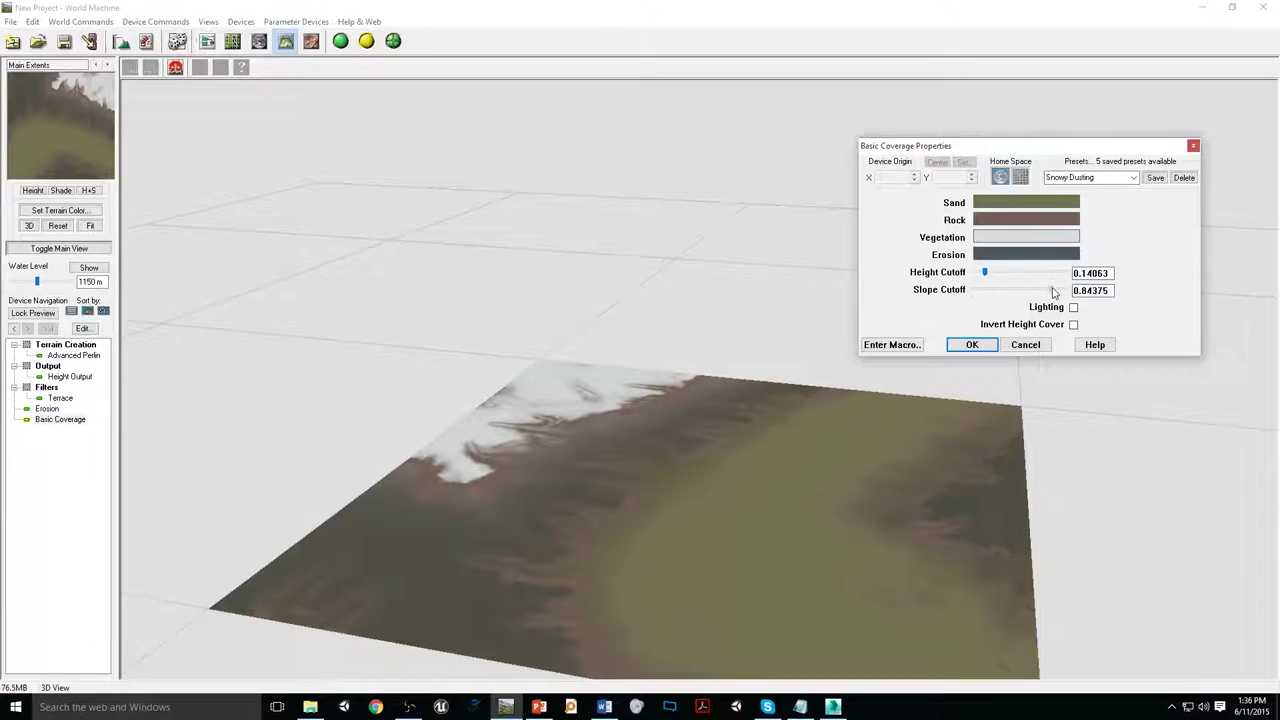 New Project - World Machine
File Edit World Commands Device Commands Views Devices Parameter Devices Help & Web
Main Extents
Height Shade H+S
Set Terrain Color...
3D Reset Fit
Toggle Main View
Water Level Show
1150 m
Device Navigation Sort by:
Lock Preview
Edit...
Terrain Creation
Advanced Perlin
Output
Height Output
Filters
Terrace
Erosion
Basic Coverage
Basic Coverage Properties
Device Origin Center Set.. Home Space Presets... 5 saved presets available
X Y Snowy Dusting Save Delete
Sand
Rock
Vegetation
Erosion
Height Cutoff 0.14063
Slope Cutoff 0.84375
Lighting
Invert Height Cover
Enter Macro.. OK Cancel Help
76.5MB 3D View
Search the web and Windows
1:36 PM
6/11/2015